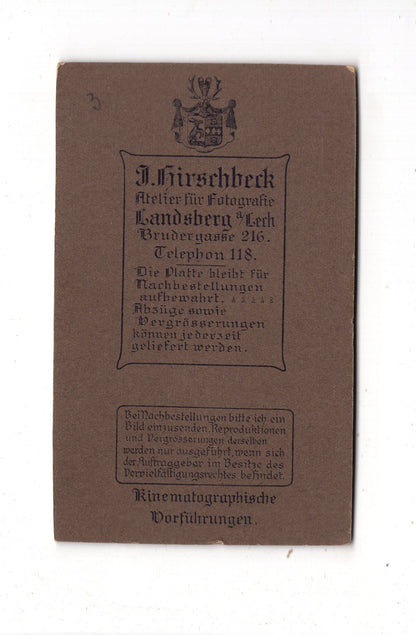 3
J. Hirschbeck
Atelier für Fotografie
Landsberg a/Lech
Brudergasse 216.
Telephon 118.
Die Platte bleibt für
Nachbestellungen
aufbewahrt.
Abzüge sowie
Vergrösserungen
können jederzeit
geliefert werden.
Bei Nachbestellungen bitte ich ein
Bild einzusenden. Reproduktionen
und Vergrösserungen derselben
werden nur ausgeführt, wenn sich
der Auftraggeber im Besitze des
Vervielfältigungsrechtes befindet.
Kinematographische
Vorführungen.